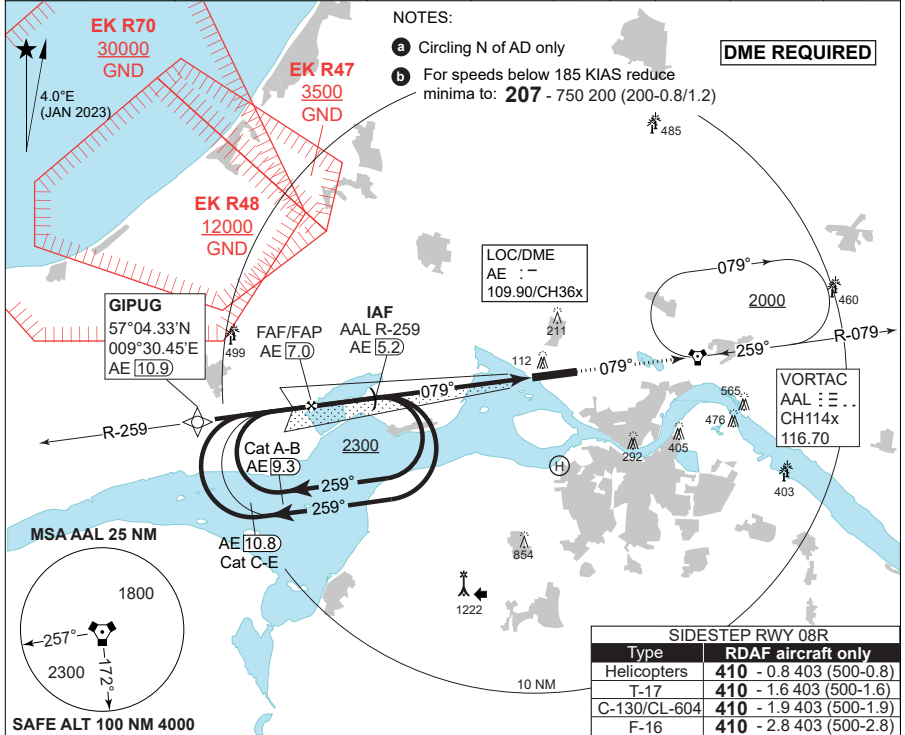 NOTES:
a Circling N of AD only
b For speeds below 185 KIAS reduce
minima to: 207 - 750 200 (200-0.8/1.2)
DME REQUIRED
EK R70
30000
GND
EK R47
3500
GND
4.0°E
(JAN 2023)
485
EK R48
12000
GND
LOC/DME
AE :
109.90/CH36x
079°
2000
460
GIPUG
57°04.33'N
009°30.45'E
AE 10.9
499
FAF/FAP
AE 7.0
IAF
AAL R-259
AE 5.2
211
112
R-079
259°
079°
079°
R-259
VORTAC
AAL :
CH114x
116.70
565
476
405
292
2300
Cat A-B
AE 9.3
259°
259°
H
403
AE 10.8
Cat C-E
854
1222
MSA AAL 25 NM
1800
257°
2300
172°
SAFE ALT 100 NM 4000
10 NM
SIDESTEP RWY 08R
Type RDAF aircraft only
Helicopters 410 - 0.8 403 (500-0.8)
T-17 410 - 1.6 403 (500-1.6)
C-130/CL-604 410 - 1.9 403 (500-1.9)
F-16 410 - 2.8 403 (500-2.8)